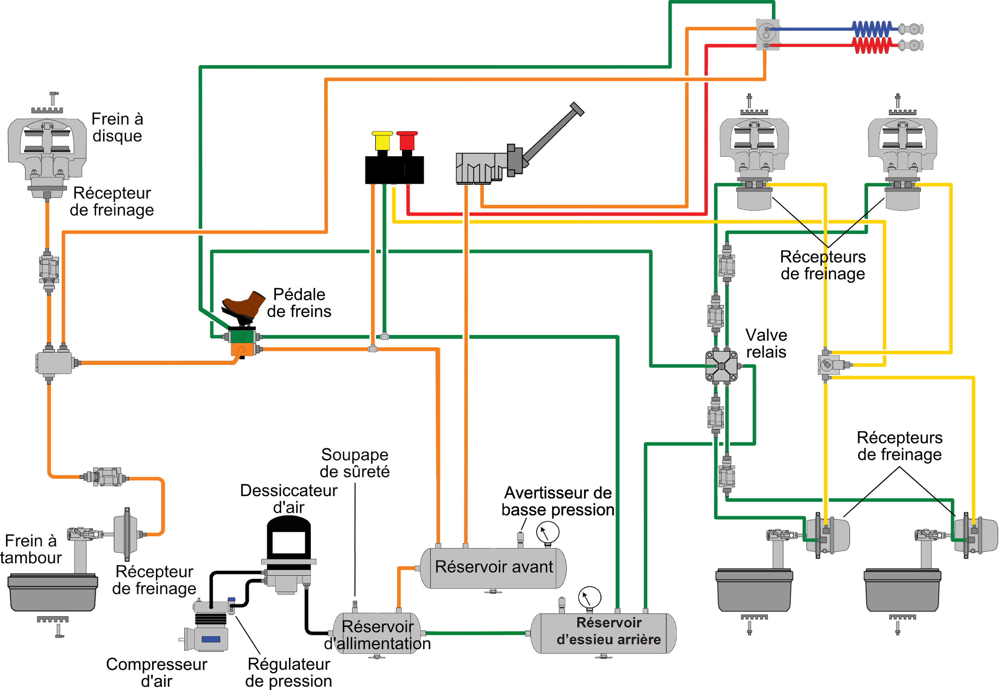 Frein à
disque
Récepteur
de freinage
Pédale
de freins
Récepteurs
de freinage
Valve
relais
Récepteurs
de freinage
Soupape
de sûreté
Dessiccateur
d'air
Avertisseur de
basse pression
Frein à
tambour
Récepteur
de freinage
Réservoir avant
Réservoir
d'allimentation
Réservoir
d’essieu arrière
Compresseur
d'air
Régulateur
de pression